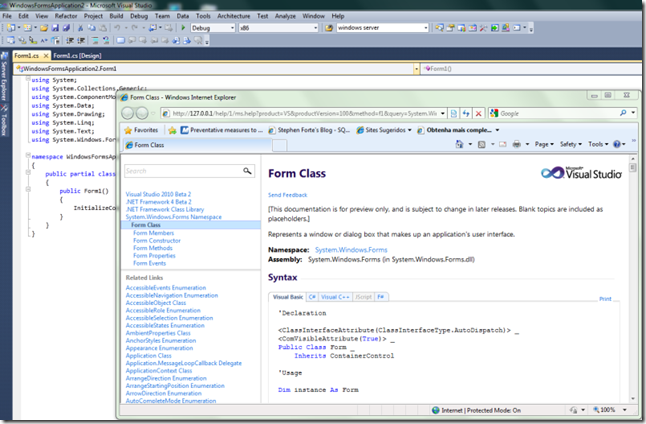 WindowsFormsApplication2 - Microsoft Visual Studio
File Edit View Refactor Project Build Debug Team Data Tools Architecture Test Analyze Window Help
Debug x86 windows server
Form1.cs Form1.cs [Design]
WindowsFormsApplication2.Form1 Form1()
Server Explorer
Toolbox
using System;
using System.Collections.Generic;
using System.ComponentMo
using System.Data;
using System.Drawing;
using System.Linq;
using System.Text;
using System.Windows.For
namespace WindowsFormsAp
{
public partial class
{
public Form1()
{
InitializeCo
}
}
}
Form Class - Windows Internet Explorer
http://127.0.0.1/help/1/ms.help?product=VS&productVersion=100&method=f1&query=System.W
Google
Favorites Preventative measures to ... Stephen Forte's Blog - SQ... Sites Sugeridos Obtenha mais comple...
Form Class
Page Safety Tools
Search
Visual Studio 2010 Beta 2
.NET Framework 4 Beta 2
.NET Framework Class Library
System.Windows.Forms Namespace
Form Class
Form Members
Form Constructor
Form Methods
Form Properties
Form Events
Related Links
AccessibleEvents Enumeration
AccessibleNavigation Enumeration
AccessibleObject Class
AccessibleRole Enumeration
AccessibleSelection Enumeration
AccessibleStates Enumeration
AmbientProperties Class
AnchorStyles Enumeration
Appearance Enumeration
Application Class
Application.MessageLoopCallback Delegate
ApplicationContext Class
ArrangeDirection Enumeration
ArrangeStartingPosition Enumeration
ArrowDirection Enumeration
AutoCompleteMode Enumeration
Form Class
Microsoft
Visual Studio
Send Feedback
[This documentation is for preview only, and is subject to change in later releases. Blank topics are included as
placeholders.]
Represents a window or dialog box that makes up an application's user interface.
Namespace: System.Windows.Forms
Assembly: System.Windows.Forms (in System.Windows.Forms.dll)
Syntax
Visual Basic C# Visual C++ JScript F# Print
'Declaration
<ClassInterfaceAttribute(ClassInterfaceType.AutoDispatch)> _
<ComVisibleAttribute(True)> _
Public Class Form _
Inherits ContainerControl
'Usage
Dim instance As Form
Internet | Protected Mode: On 100%